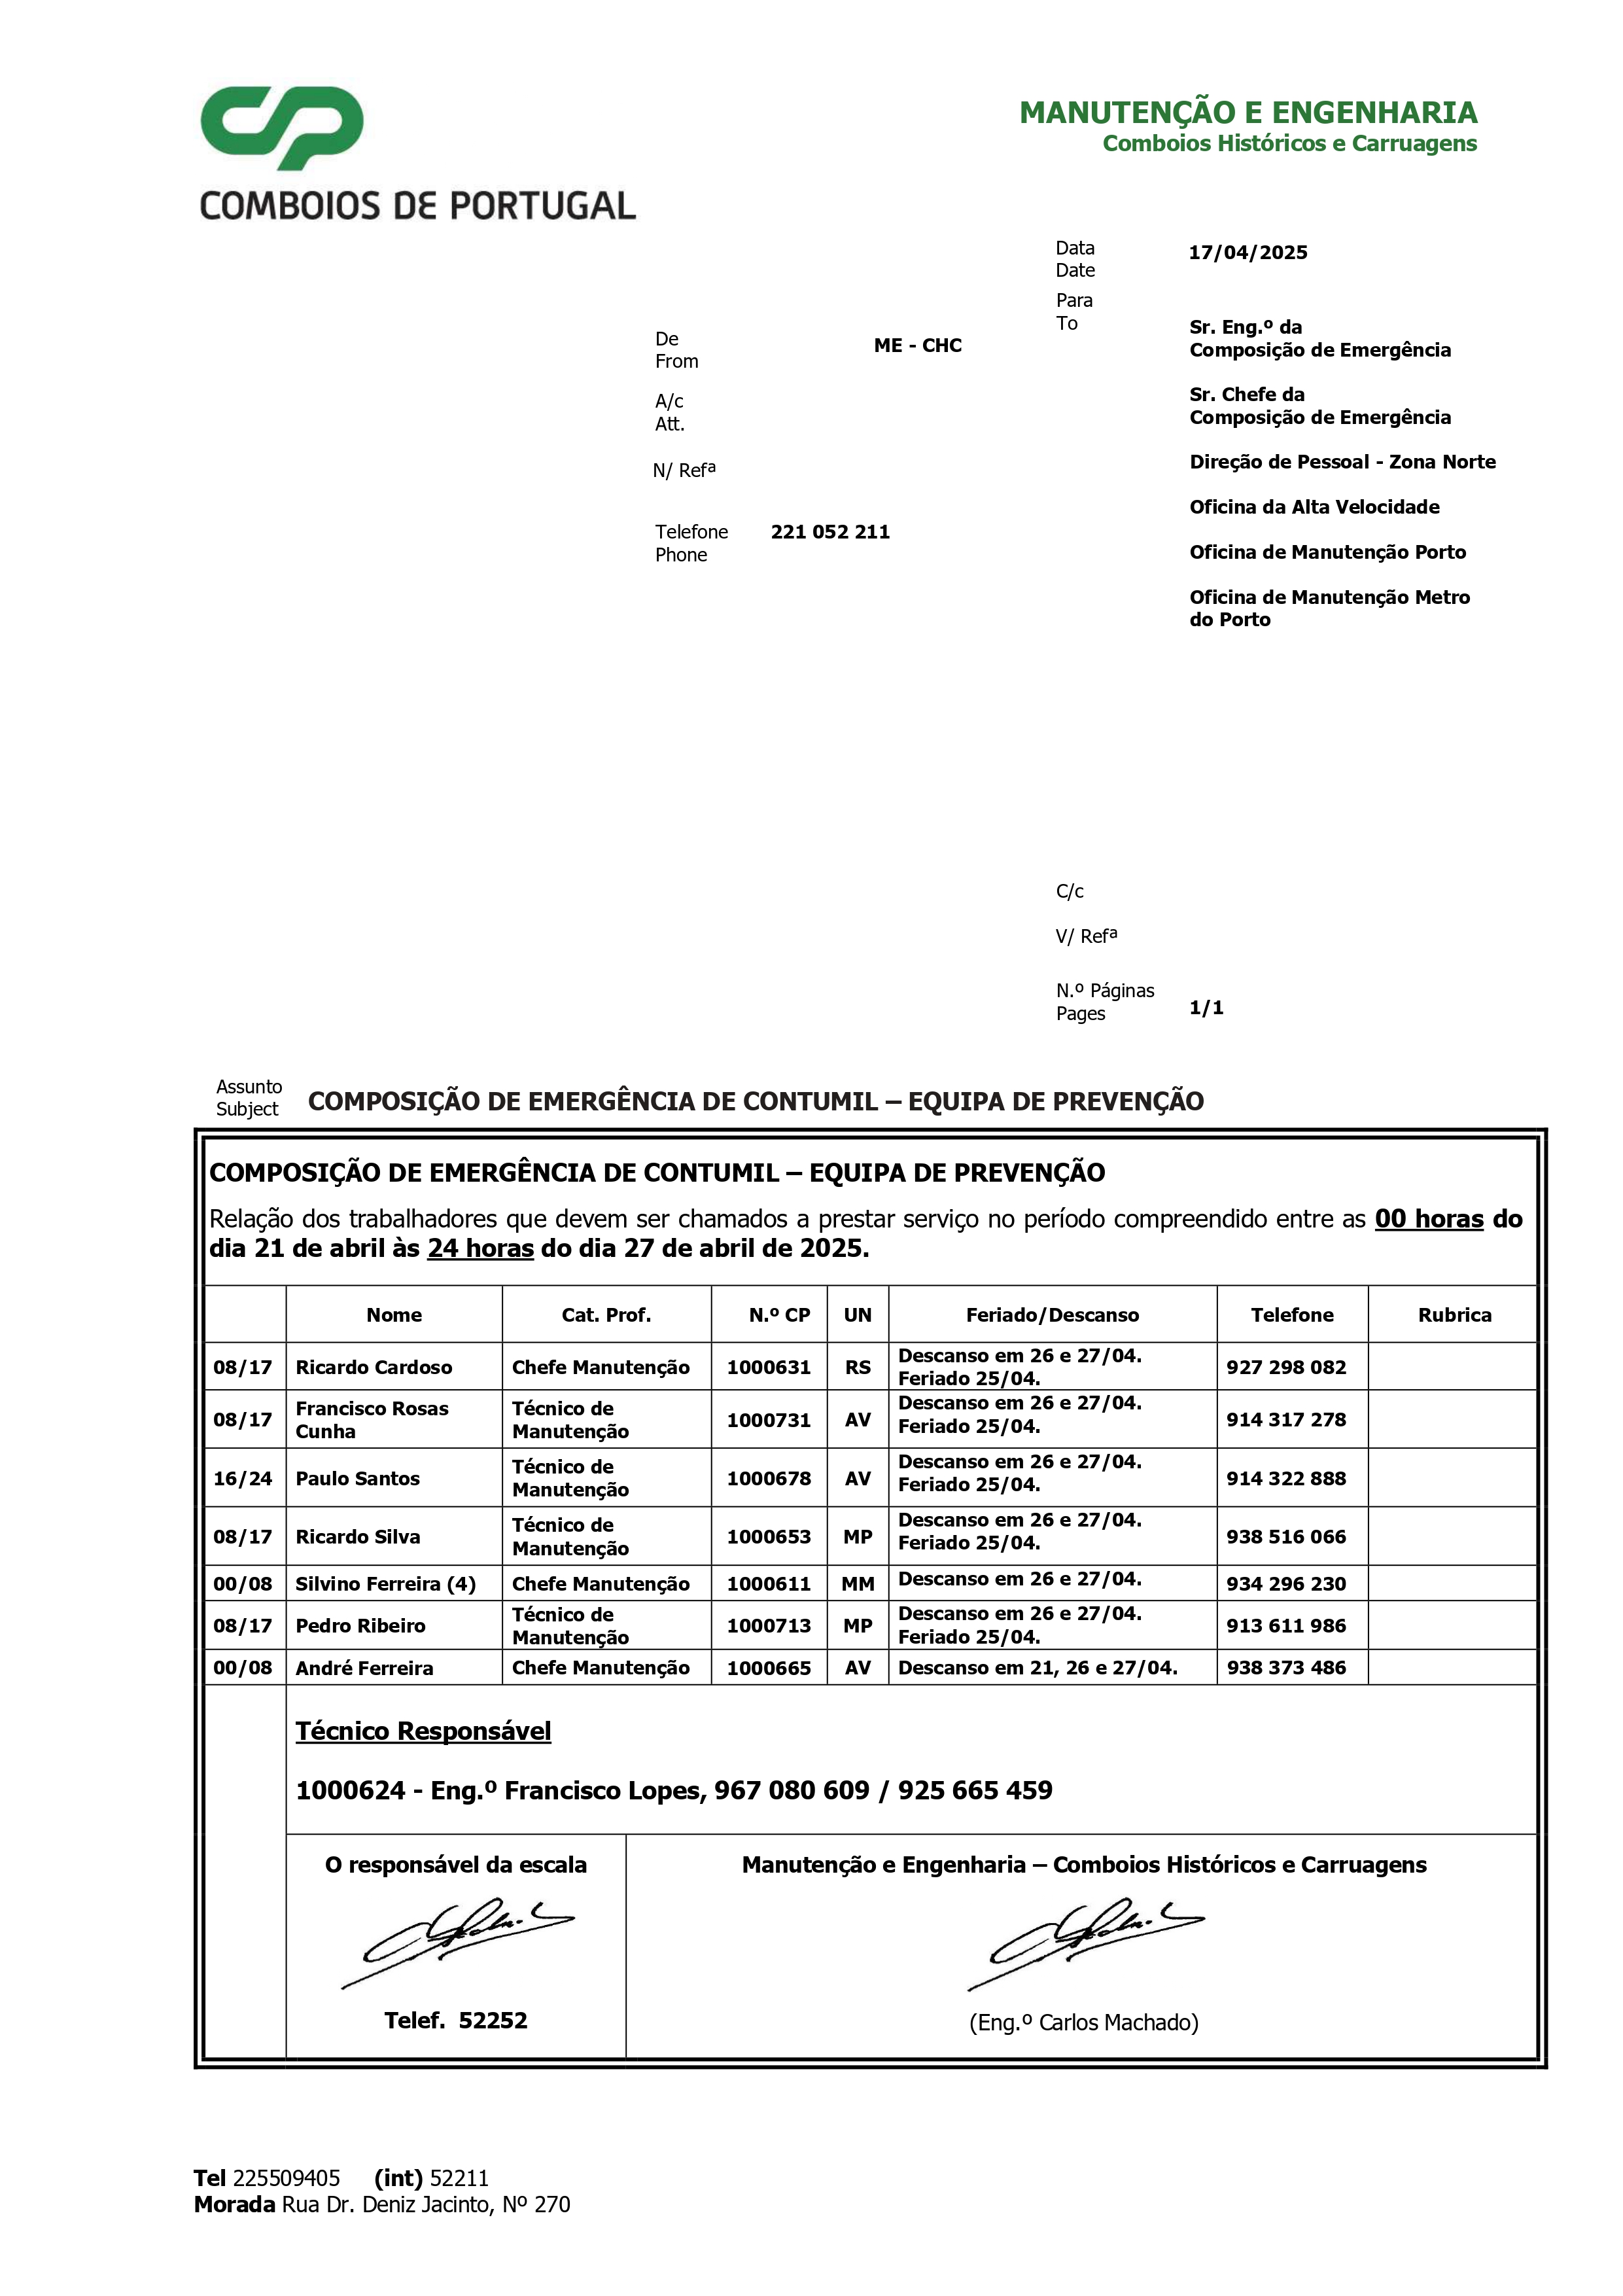 CP
COMBOIOS DE PORTUGAL
MANUTENÇÃO E ENGENHARIA
Comboios Históricos e Carruagens
Data
Date
17/04/2025
Para
To
Sr. Eng.º da
Composição de Emergência
Sr. Chefe da
Composição de Emergência
Direção de Pessoal - Zona Norte
Oficina da Alta Velocidade
Oficina de Manutenção Porto
Oficina de Manutenção Metro
do Porto
De
From
ME - CHC
A/c
Att.
N/ Refª
Telefone
Phone
221 052 211
C/c
V/ Refª
N.º Páginas
Pages
1/1
Assunto
Subject
COMPOSIÇÃO DE EMERGÊNCIA DE CONTUMIL – EQUIPA DE PREVENÇÃO
COMPOSIÇÃO DE EMERGÊNCIA DE CONTUMIL – EQUIPA DE PREVENÇÃO
Relação dos trabalhadores que devem ser chamados a prestar serviço no período compreendido entre as 00 horas do
dia 21 de abril às 24 horas do dia 27 de abril de 2025.
Nome Cat. Prof. N.º CP UN Feriado/Descanso Telefone Rubrica
08/17 Ricardo Cardoso Chefe Manutenção 1000631 RS Descanso em 26 e 27/04. Feriado 25/04. 927 298 082
08/17 Francisco Rosas Cunha Técnico de Manutenção 1000731 AV Descanso em 26 e 27/04. Feriado 25/04. 914 317 278
16/24 Paulo Santos Técnico de Manutenção 1000678 AV Descanso em 26 e 27/04. Feriado 25/04. 914 322 888
08/17 Ricardo Silva Técnico de Manutenção 1000653 MP Descanso em 26 e 27/04. Feriado 25/04. 938 516 066
00/08 Silvino Ferreira (4) Chefe Manutenção 1000611 MM Descanso em 26 e 27/04. 934 296 230
08/17 Pedro Ribeiro Técnico de Manutenção 1000713 MP Descanso em 26 e 27/04. Feriado 25/04. 913 611 986
00/08 André Ferreira Chefe Manutenção 1000665 AV Descanso em 21, 26 e 27/04. 938 373 486
Técnico Responsável
1000624 - Eng.º Francisco Lopes, 967 080 609 / 925 665 459
O responsável da escala
Telef. 52252
Manutenção e Engenharia – Comboios Históricos e Carruagens
(Eng.º Carlos Machado)
Tel 225509405 (int) 52211
Morada Rua Dr. Deniz Jacinto, Nº 270